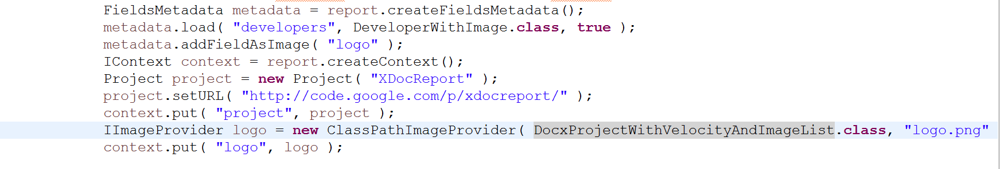 FieldsMetadata metadata = report.createFieldsMetadata();
metadata.load( "developers", DeveloperWithImage.class, true );
metadata.addFieldAsImage( "logo" );
IContext context = report.createContext();
Project project = new Project( "XDocReport" );
project.setURL( "http://code.google.com/p/xdocreport/" );
context.put( "project", project );
IImageProvider logo = new ClassPathImageProvider( DocxProjectWithVelocityAndImageList.class, "logo.png"
context.put( "logo", logo );